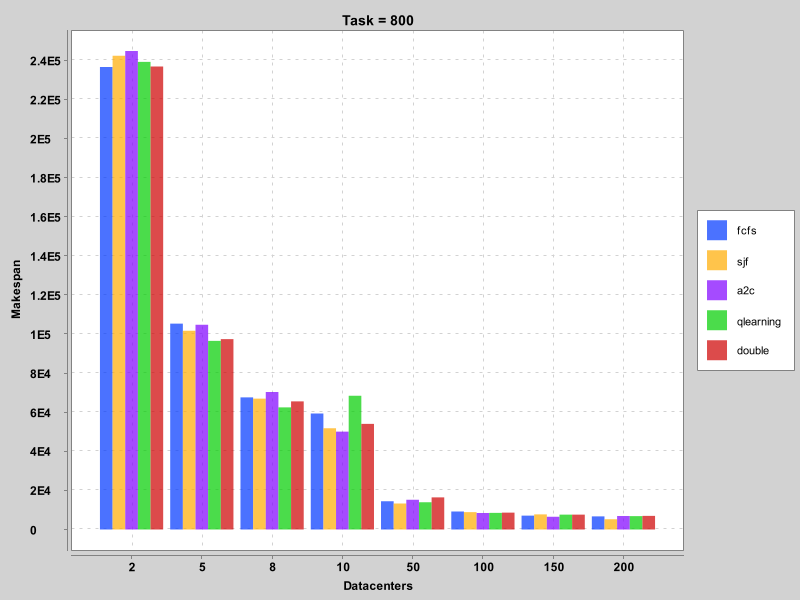 Task = 800
Makespan
2.4E5
2.2E5
2E5
1.8E5
1.6E5
1.4E5
1.2E5
1E5
8E4
6E4
4E4
2E4
0
2 5 8 10 50 100 150 200
Datacenters
fcfs
sjf
a2c
qlearning
double